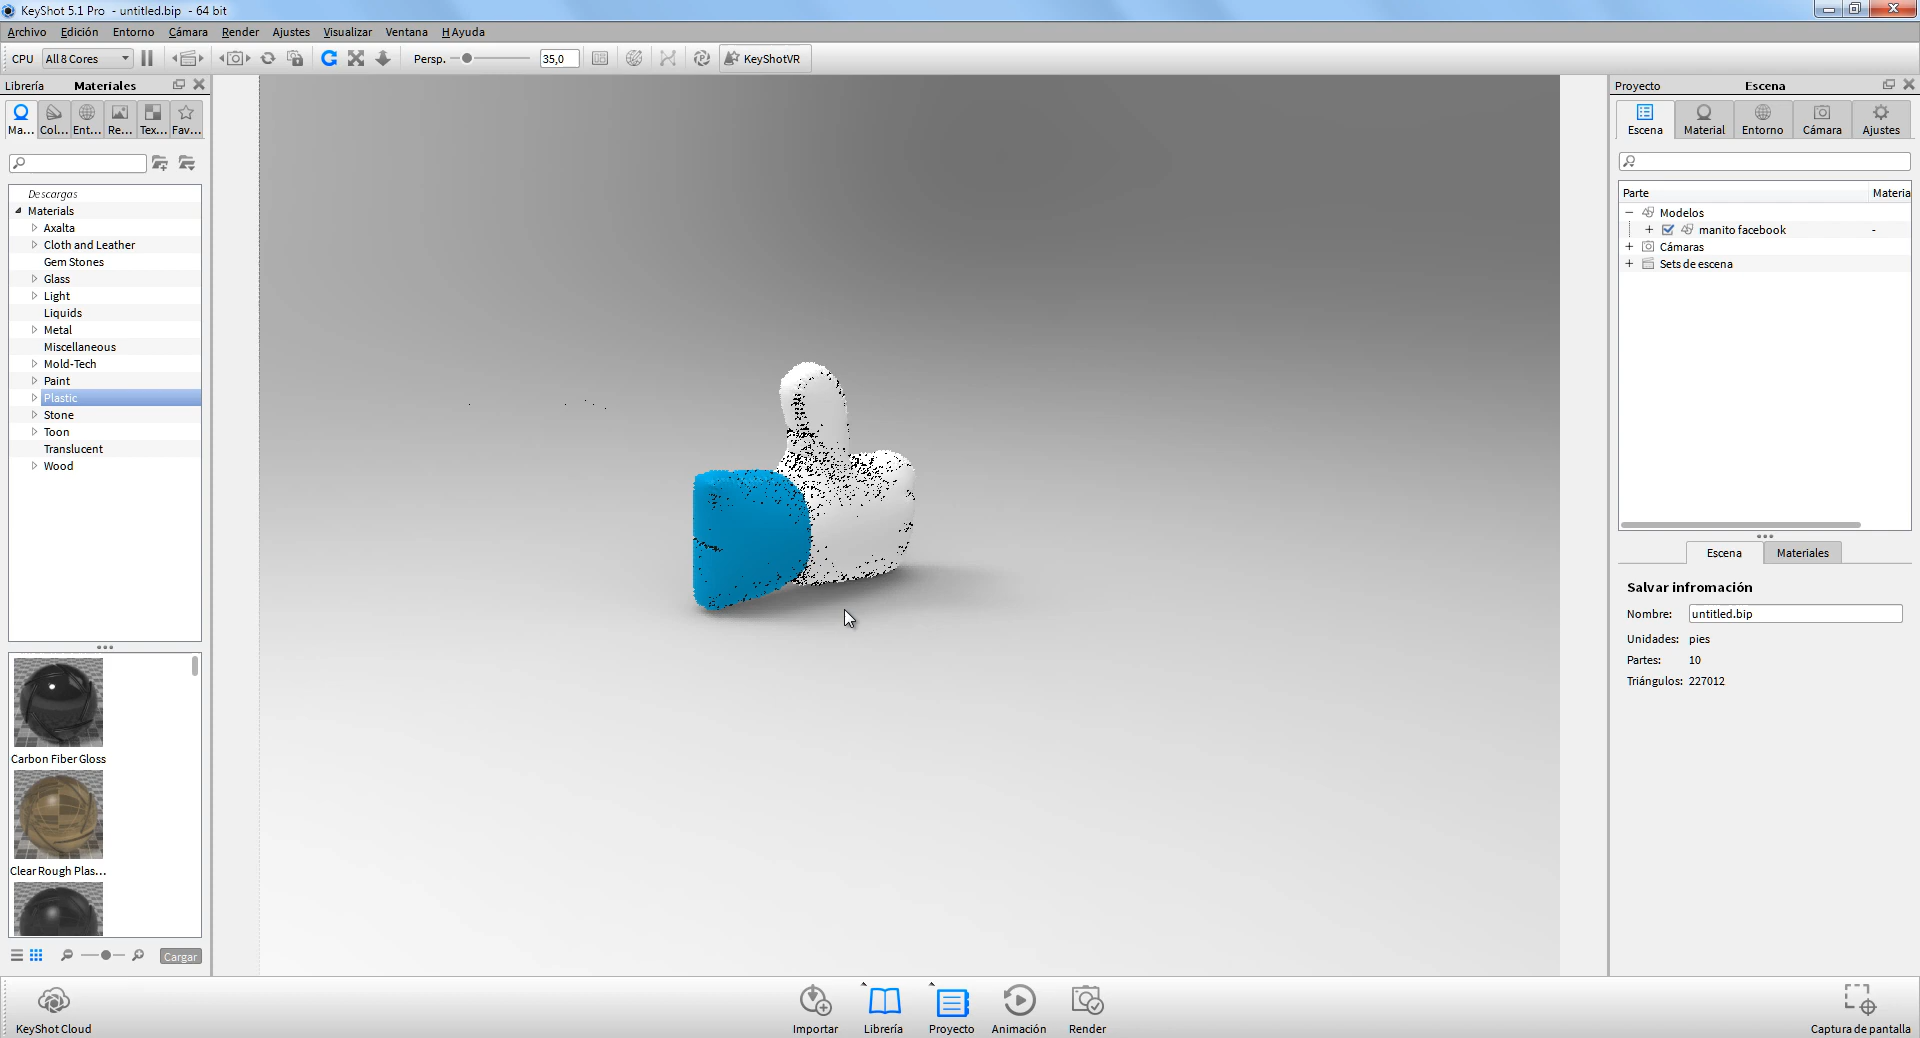 KeyShot 5.1 Pro - untitled.bip - 64 bit
Archivo Edición Entorno Cámara Render Ajustes Visualizar Ventana H Ayuda
CPU All 8 Cores Persp. 35,0 KeyShotVR
Librería Materiales
Ma... Col... Ent... Re... Tex... Fav...
Descargas
Materials
Axalta
Cloth and Leather
Gem Stones
Glass
Light
Liquids
Metal
Miscellaneous
Mold-Tech
Paint
Plastic
Stone
Toon
Translucent
Wood
Carbon Fiber Gloss
Clear Rough Plas...
Cargar
Proyecto Escena
Escena Material Entorno Cámara Ajustes
Parte Materia
Modelos
manito facebook -
Cámaras
Sets de escena
Escena Materiales
Salvar infromación
Nombre: untitled.bip
Unidades: pies
Partes: 10
Triángulos: 227012
KeyShot Cloud Importar Librería Proyecto Animación Render Captura de pantalla